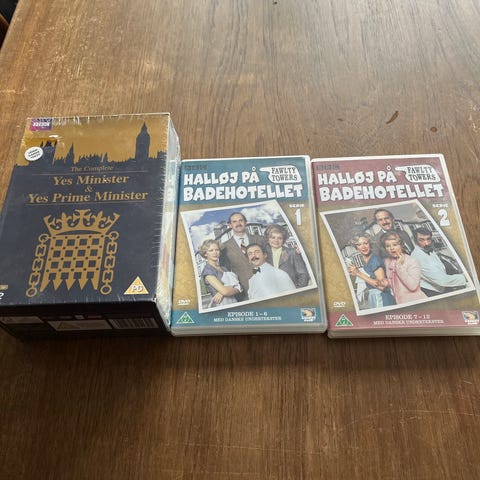 The Complete
Yes Minister
&
Yes Prime Minister
PG
BBC DVD
HALLØJ PÅ
BADEHOTELLET
FAWLTY
TOWERS
SERIE
1
DVD
7
EPISODE 1 - 6
MED DANSKE UNDERTEKSTER
HALLØJ PÅ
BADEHOTELLET
FAWLTY
TOWERS
SERIE
2
DVD
7
EPISODE 7 - 12
MED DANSKE UNDERTEKSTER